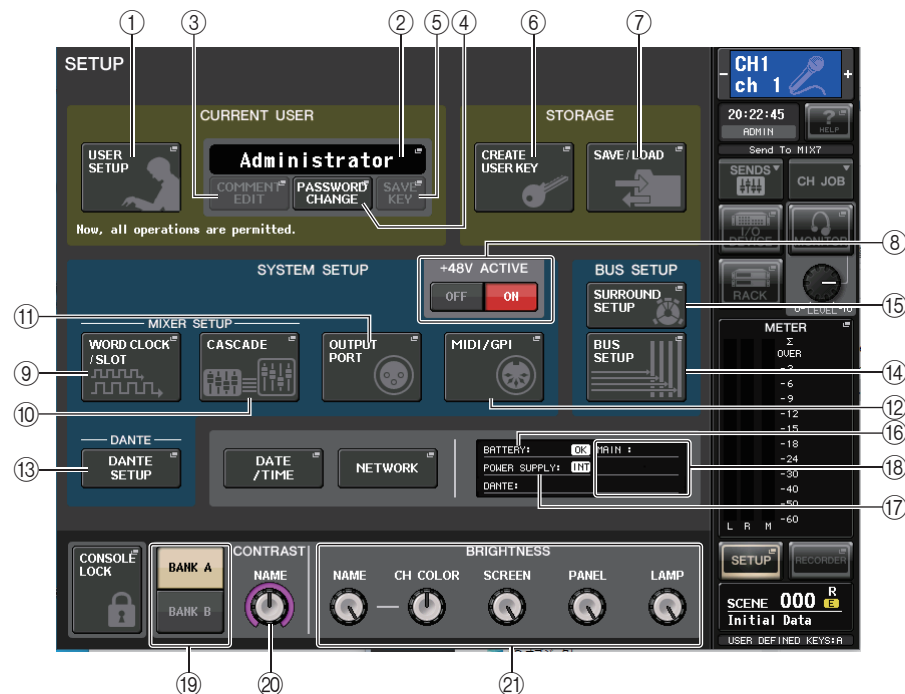 ① ③ ② ④ ⑤ ⑥ ⑦
SETUP
CH1
ch 1
- +
CURRENT USER
STORAGE
20:22:45
ADMIN
?
HELP
USER
SETUP
Administrator
COMMENT
EDIT
PASSWORD
CHANGE
SAVE
KEY
CREATE
USER KEY
SAVE/LOAD
Send To MIX7
SENDS
CH JOB
Now, all operations are permitted.
I/O
DEVICE
MONITOR
⑧
SYSTEM SETUP
+48V ACTIVE
OFF
ON
BUS SETUP
RACK
LEVEL
SURROUND
SETUP
⑮
⑪
MIXER SETUP
WORD CLOCK
/SLOT
CASCADE
OUTPUT
PORT
MIDI/GPI
BUS
SETUP
⑨
⑩
⑭
⑫
METER
Σ
OVER
-3
-6
-9
-12
-15
-18
-24
-30
-40
-50
-60
L R M
⑯
⑬
DANTE
DANTE
SETUP
DATE
/TIME
NETWORK
BATTERY: OK MAIN :
POWER SUPPLY: INT
DANTE:
⑱
⑰
CONSOLE
LOCK
BANK A
BANK B
CONTRAST
NAME
BRIGHTNESS
NAME
CH COLOR
SCREEN
PANEL
LAMP
SETUP
RECORDER
SCENE 000 R
E
Initial Data
USER DEFINED KEYS:A
⑲ ⑳ ㉑